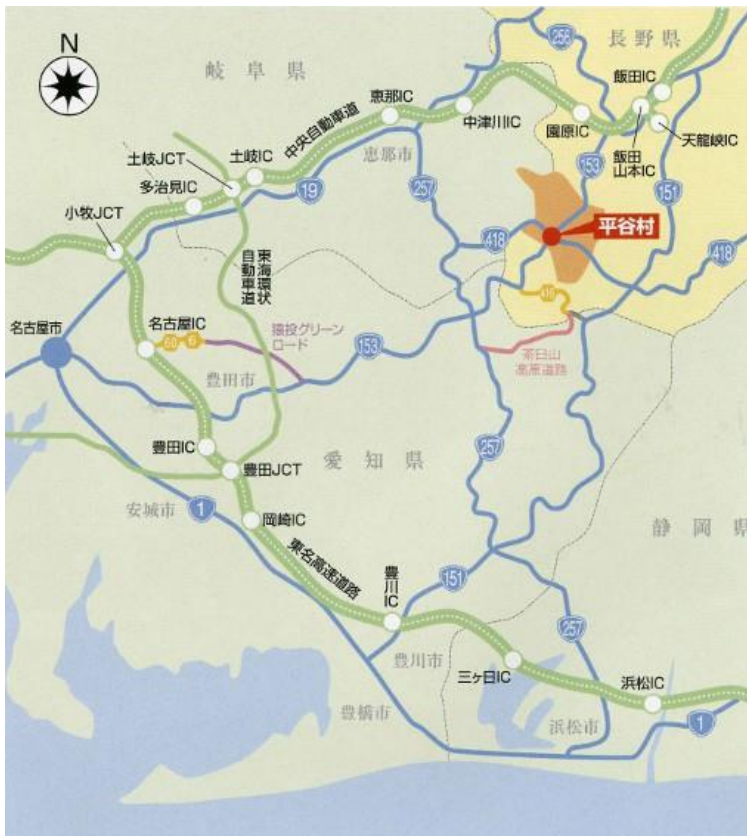 N
岐阜県
長野県
256
飯田IC
恵那IC
中津川IC
園原IC
飯田
山本IC
天龍峡IC
中央自動車道
恵那市
土岐JCT
土岐IC
多治見IC
19
257
153
151
小牧JCT
418
平谷村
418
東海環状
自動車道
418
名古屋市
名古屋IC
60
6
猿投グリーン
ロード
153
茶臼山
高原道路
豊田市
257
豊田IC
愛知県
豊田JCT
安城市
1
岡崎IC
静岡県
東名高速道路
豊川
IC
151
257
豊川市
三ヶ日IC
浜松IC
豊橋市
浜松市
1